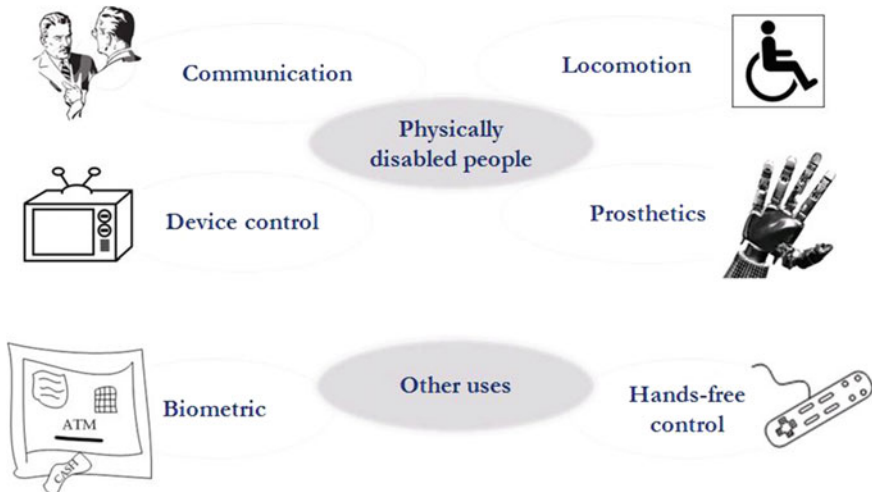 Communication
Locomotion
Physically
disabled people
Device control
Prosthetics
Biometric
ATM
CASH
Other uses
Hands-free
control